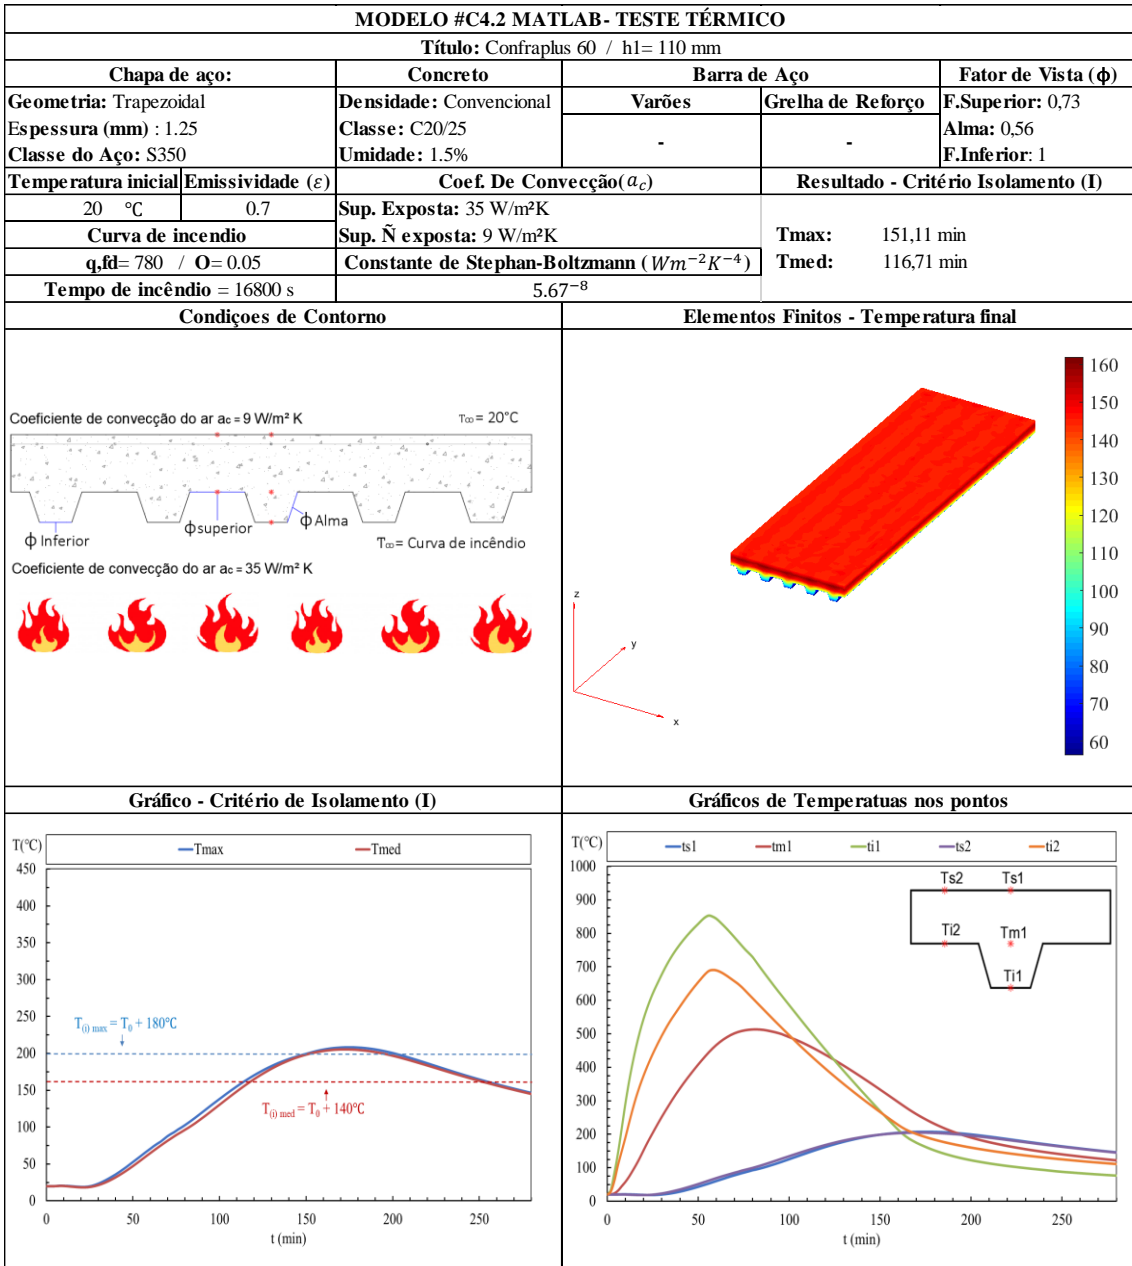 MODELO #C4.2 MATLAB- TESTE TÉRMICO
Título: Confraplus 60 / h1= 110 mm
Chapa de aço:
Concreto
Barra de Aço
Fator de Vista (ϕ)
Geometria: Trapezoidal
Espessura (mm) : 1.25
Classe do Aço: S350
Densidade: Convencional
Classe: C20/25
Umidade: 1.5%
Varões
Grelha de Reforço
-
-
F.Superior: 0,73
Alma: 0,56
F.Inferior: 1
Temperatura inicial
Emissividade (ε)
Coef. De Convecção(a_c)
Resultado - Critério Isolamento (I)
20 °C
0.7
Sup. Exposta: 35 W/m²K
Sup. Ñ exposta: 9 W/m²K
Tmax: 151,11 min
Tmed: 116,71 min
Curva de incendio
q,fd= 780 / O= 0.05
Constante de Stephan-Boltzmann (Wm⁻²K⁻⁴)
Tempo de incêndio = 16800 s
5.67⁻⁸
Condiçoes de Contorno
Elementos Finitos - Temperatura final
Coeficiente de convecção do ar ac = 9 W/m² K
T∞ = 20°C
ϕ Inferior
ϕsuperior
ϕ Alma
T∞= Curva de incêndio
Coeficiente de convecção do ar ac = 35 W/m² K
z
y
x
160
150
140
130
120
110
100
90
80
70
60
Gráfico - Critério de Isolamento (I)
Gráficos de Temperatuas nos pontos
T(°C)
Tmax
Tmed
450
400
350
300
250
200
150
100
50
0
T(i) max = T0 + 180°C
T(i) med = T0 + 140°C
0 50 100 150 200 250
t (min)
T(°C)
ts1
tm1
ti1
ts2
ti2
1000
900
800
700
600
500
400
300
200
100
0
Ts2
Ts1
Ti2
Tm1
Ti1
0 50 100 150 200 250
t (min)